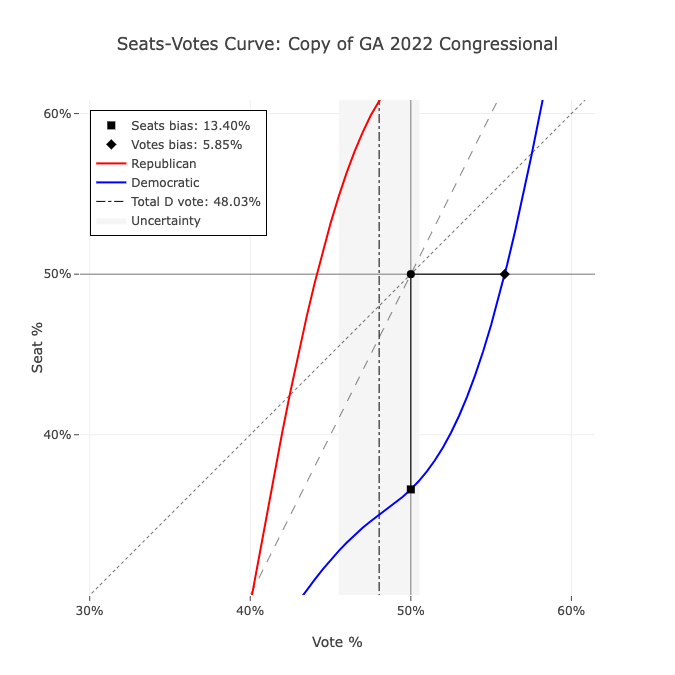 Seats-Votes Curve: Copy of GA 2022 Congressional
Seats bias: 13.40%
Votes bias: 5.85%
Republican
Democratic
Total D vote: 48.03%
Uncertainty
60%
50%
40%
Seat %
30%
40%
50%
60%
Vote %